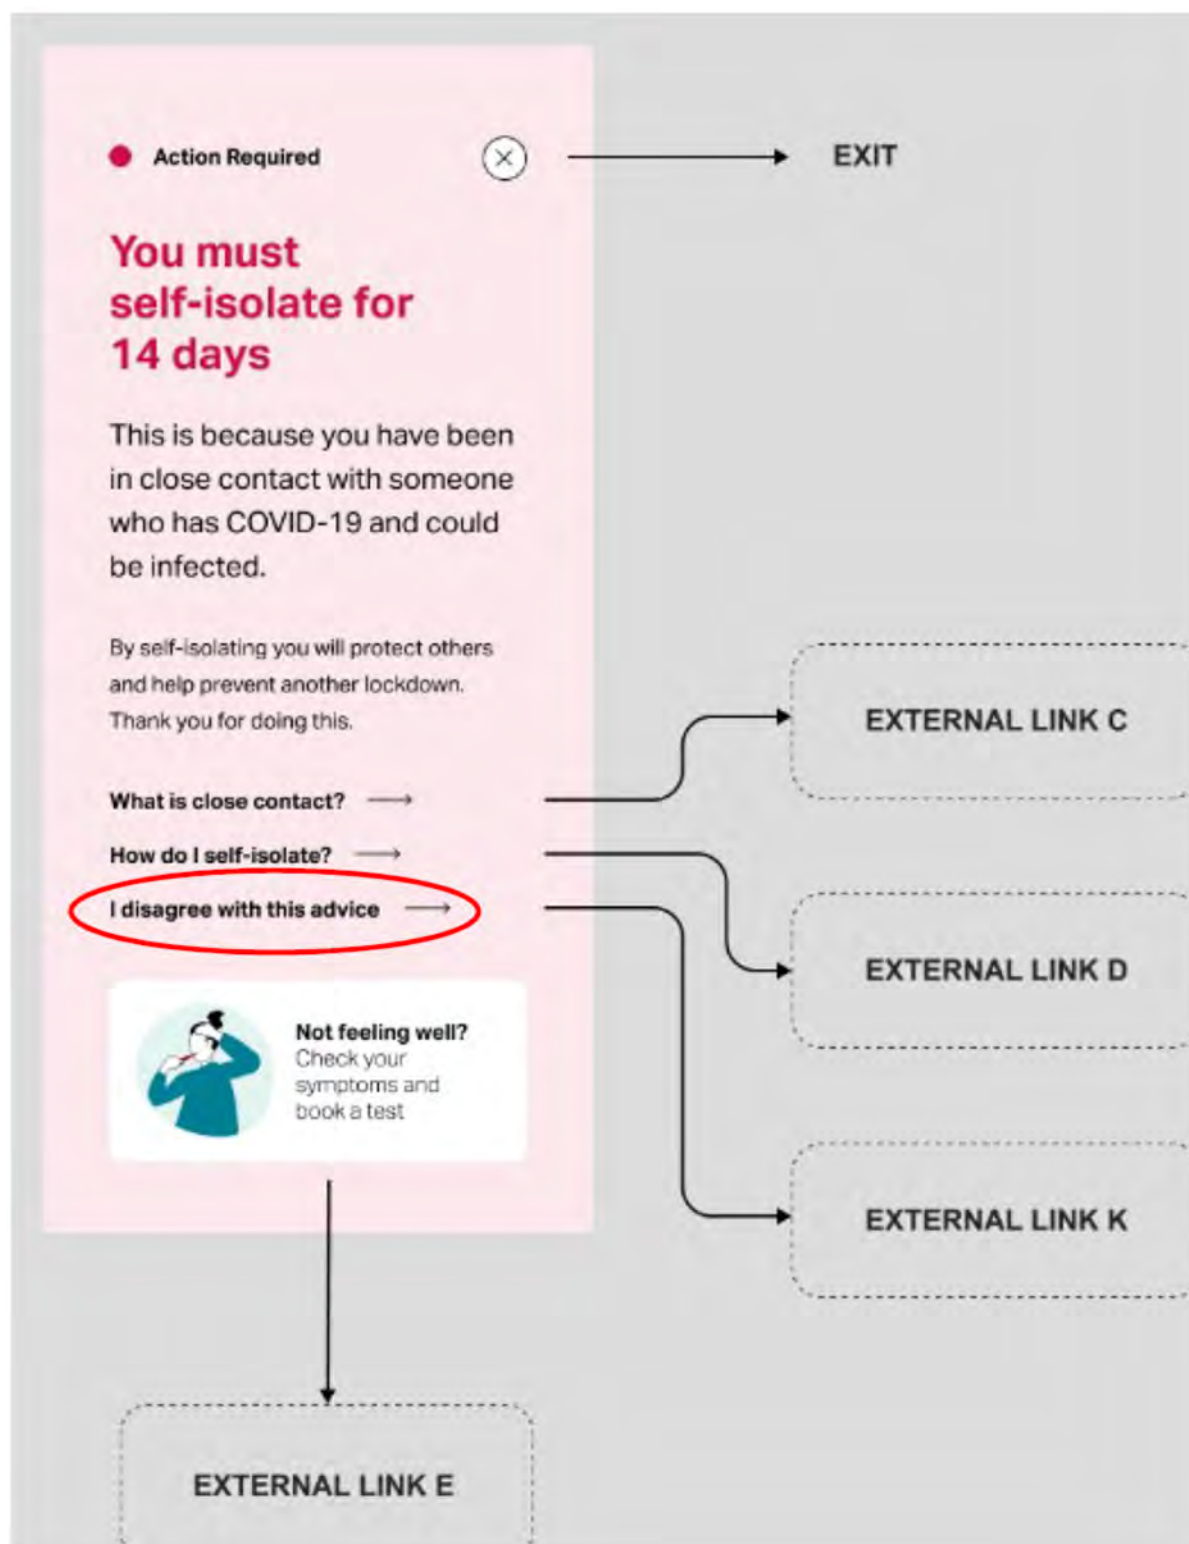 Action Required
EXIT
You must
self-isolate for
14 days
This is because you have been
in close contact with someone
who has COVID-19 and could
be infected.
By self-isolating you will protect others
and help prevent another lockdown.
Thank you for doing this.
EXTERNAL LINK C
What is close contact?
How do I self-isolate?
I disagree with this advice
EXTERNAL LINK D
Not feeling well?
Check your
symptoms and
book a test
EXTERNAL LINK K
EXTERNAL LINK E